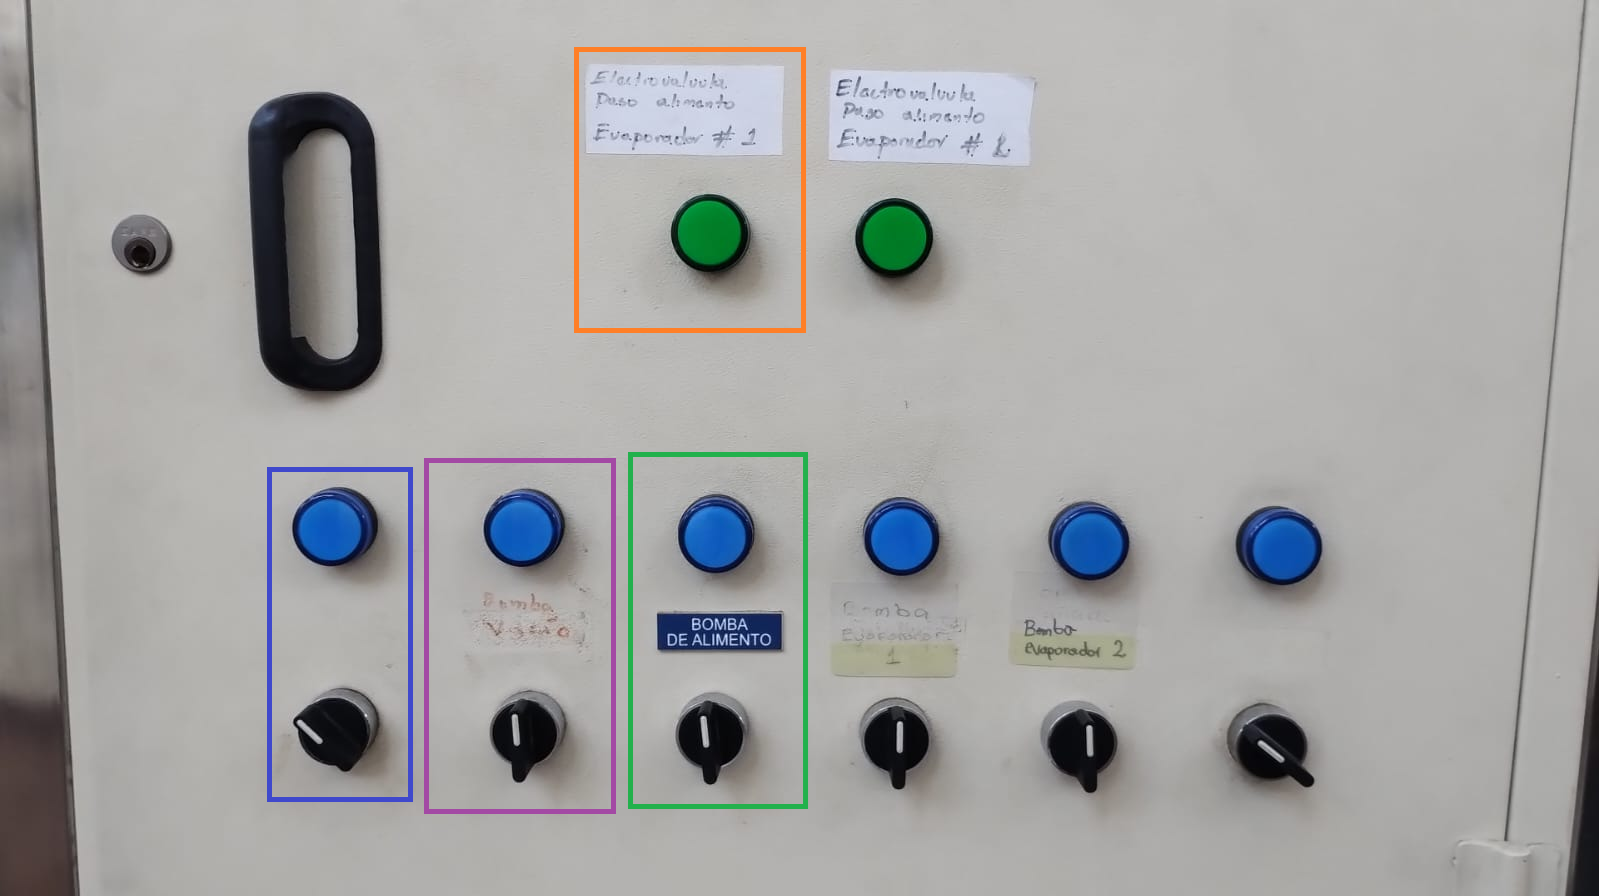 Electrovalvula
Paso alimento
Evaporador # 1
Electrovalvula
Paso alimento
Evaporador # 2
Bomba
Vacio
BOMBA
DE ALIMENTO
Bomba
Evaporador
1
Bomba
evaporador 2